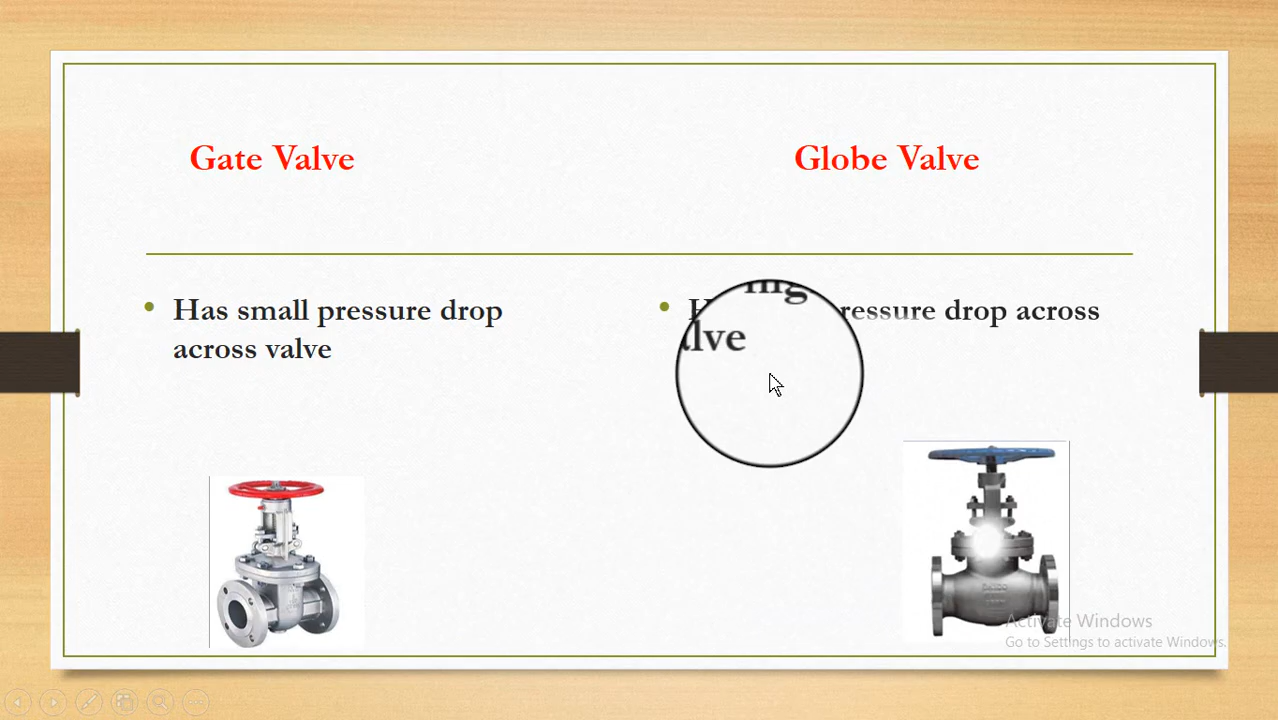 Gate Valve
Globe Valve
• Has small pressure drop
across valve
• drop across
ing
lve
Activate Windows
Go to Settings to activate Windows.